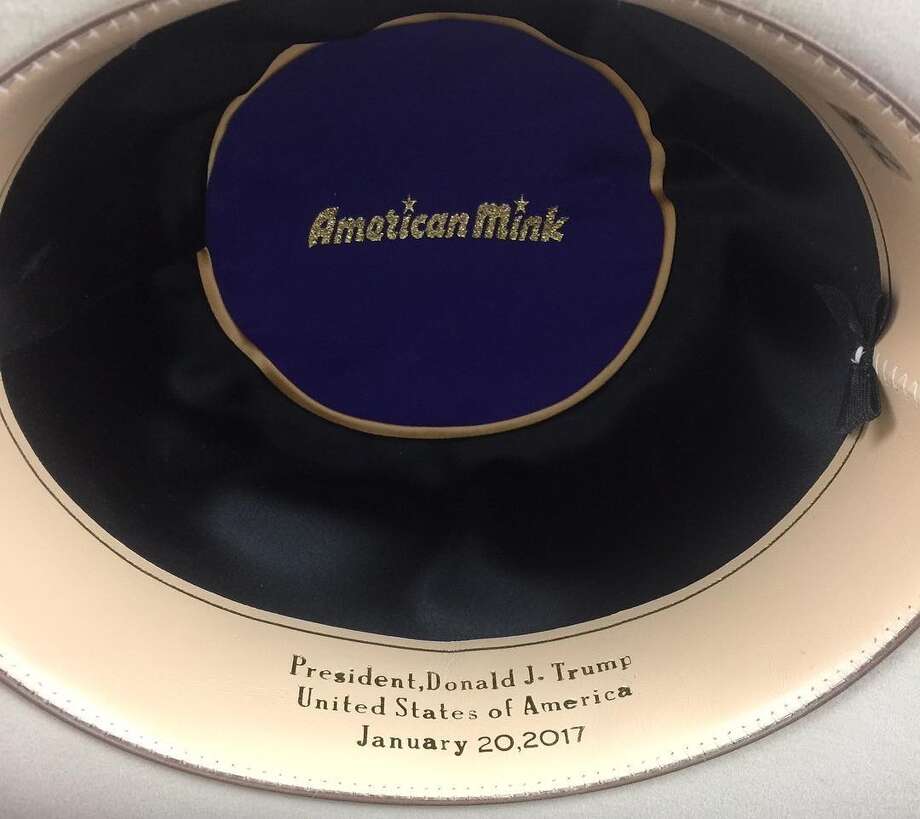 American Mink
President,Donald J. Trump
United States of America
January 20,2017